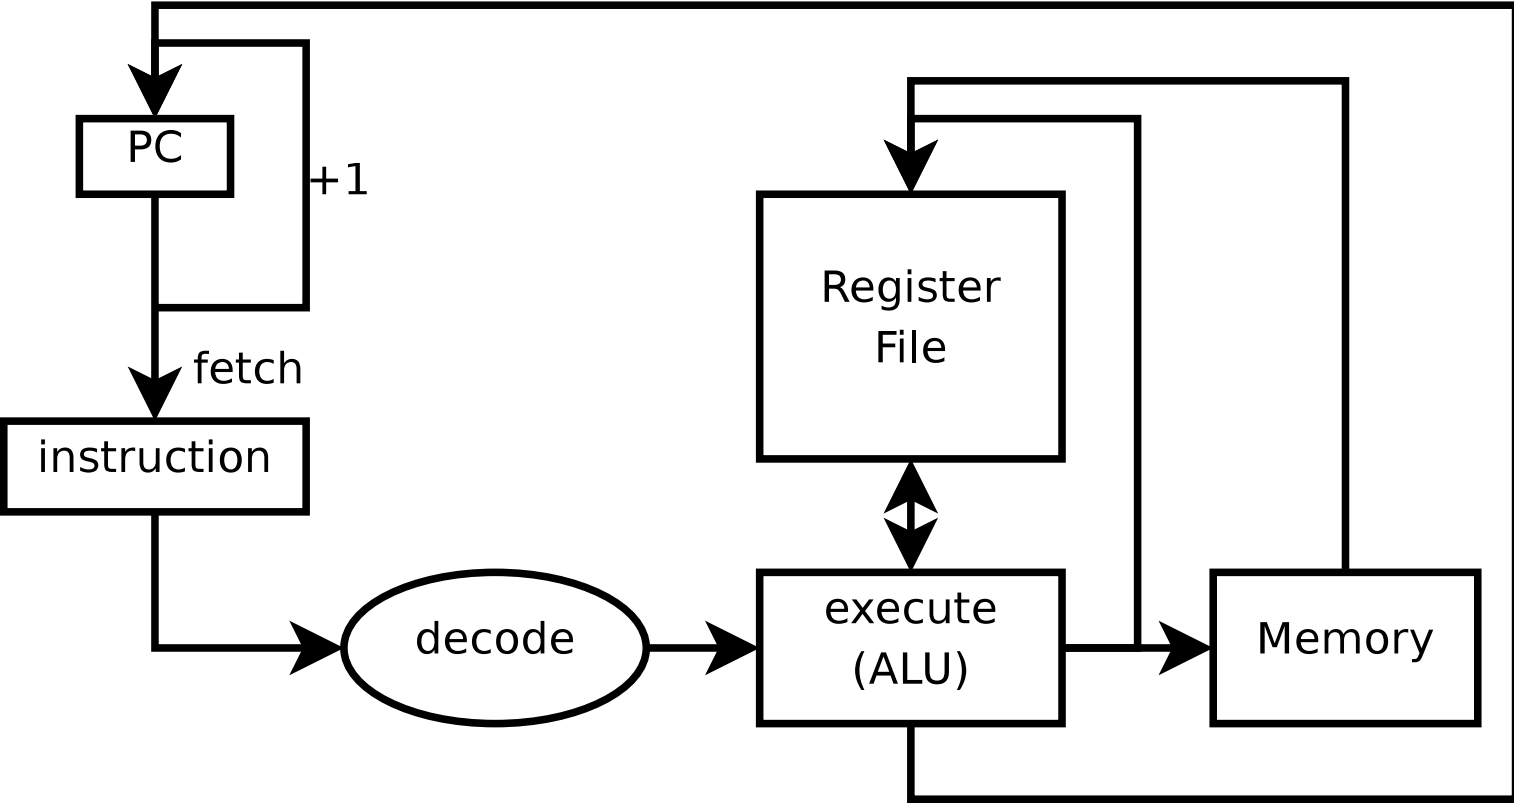 PC
+1
fetch
instruction
decode
Register
File
execute
(ALU)
Memory